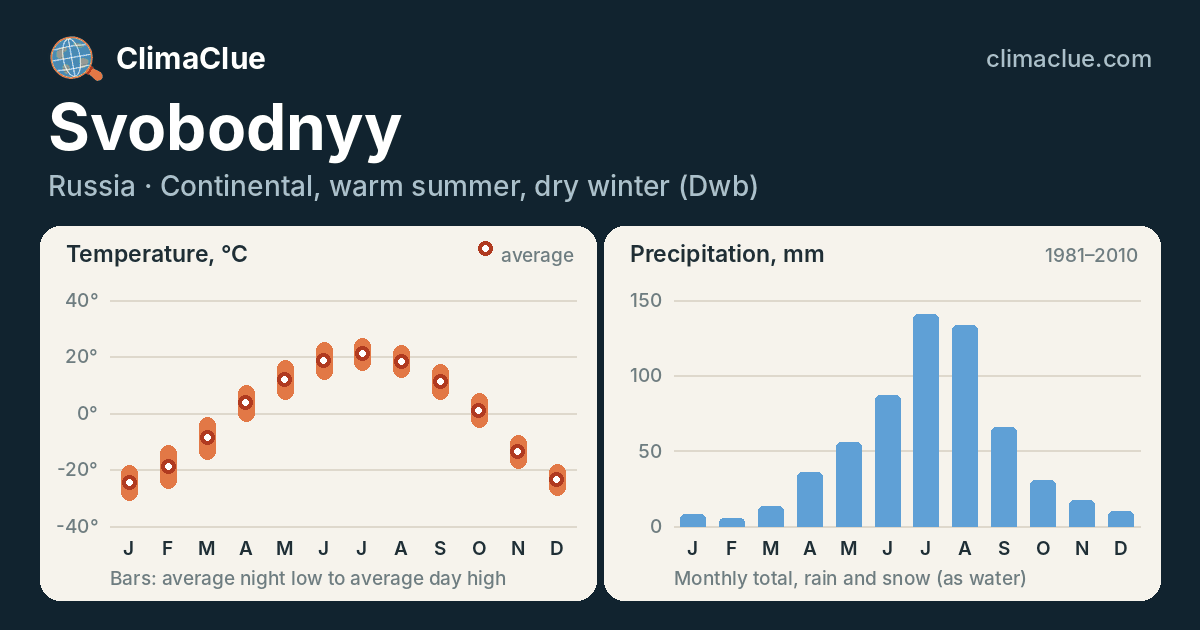 ClimaClue
climaclue.com
Svobodnyy
Russia · Continental, warm summer, dry winter (Dwb)
Temperature, °C
average
40°
20°
0°
-20°
-40°
J F M A M J J A S O N D
Bars: average night low to average day high
Precipitation, mm
1981–2010
150
100
50
0
J F M A M J J A S O N D
Monthly total, rain and snow (as water)